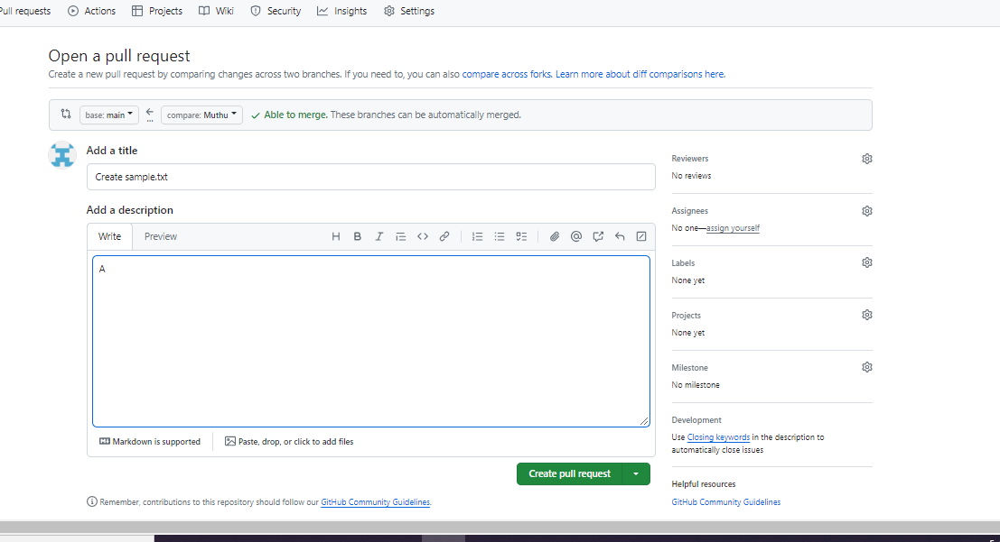 Pull requests Actions Projects Wiki Security Insights Settings
Open a pull request
Create a new pull request by comparing changes across two branches. If you need to, you can also compare across forks. Learn more about diff comparisons here.
base: main compare: Muthu Able to merge. These branches can be automatically merged.
Add a title
Create sample.txt
Add a description
Write Preview H B I
A
Markdown is supported Paste, drop, or click to add files
Create pull request
Remember, contributions to this repository should follow our GitHub Community Guidelines.
Reviewers
No reviews
Assignees
No one—assign yourself
Labels
None yet
Projects
None yet
Milestone
No milestone
Development
Use Closing keywords in the description to
automatically close issues
Helpful resources
GitHub Community Guidelines